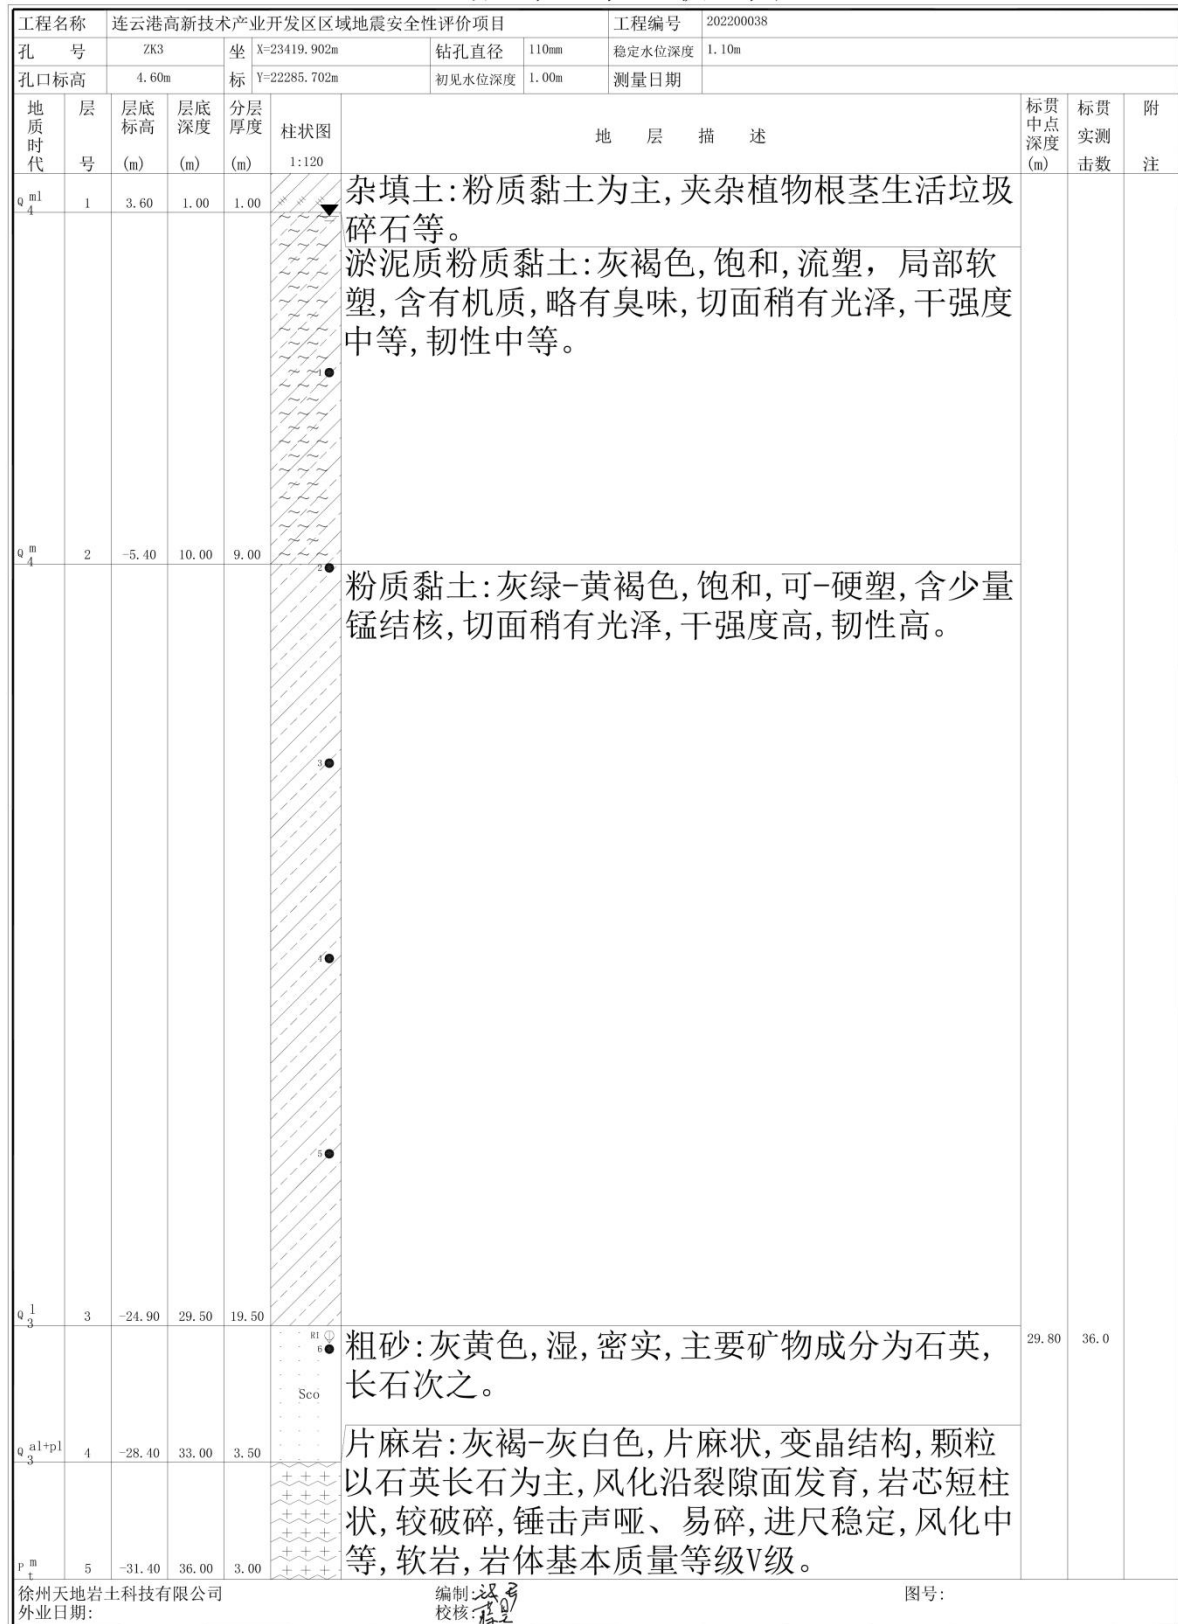 工程名称 连云港高新技术产业开发区区域地震安全性评价项目 工程编号 202200038
孔 号 ZK3 坐 X=23419.902m 钻孔直径 110mm 稳定水位深度 1.10m
孔口标高 4.60m 标 Y=22285.702m 初见水位深度 1.00m 测量日期
地质时代 层号 层底标高(m) 层底深度(m) 分层厚度(m) 柱状图 1:120 地 层 描 述 标贯中点深度(m) 标贯实测击数 附注
杂填土:粉质黏土为主,夹杂植物根茎生活垃圾
Q ml 4 1 3.60 1.00 1.00
碎石等。
淤泥质粉质黏土:灰褐色,饱和,流塑，局部软
塑,含有机质,略有臭味,切面稍有光泽,干强度
中等,韧性中等。
1
Q m 4 2 -5.40 10.00 9.00
2
粉质黏土:灰绿-黄褐色,饱和,可-硬塑,含少量
锰结核,切面稍有光泽,干强度高,韧性高。
3
4
5
Q l 3 3 -24.90 29.50 19.50
R1
6
粗砂:灰黄色,湿,密实,主要矿物成分为石英, 29.80 36.0
长石次之。
Sco
片麻岩:灰褐-灰白色,片麻状,变晶结构,颗粒
Q al+pl 3 4 -28.40 33.00 3.50
以石英长石为主,风化沿裂隙面发育,岩芯短柱
状,较破碎,锤击声哑、易碎,进尺稳定,风化中
等,软岩,岩体基本质量等级V级。
P m t 5 -31.40 36.00 3.00
徐州天地岩土科技有限公司 编制: 图号:
外业日期: 校核: